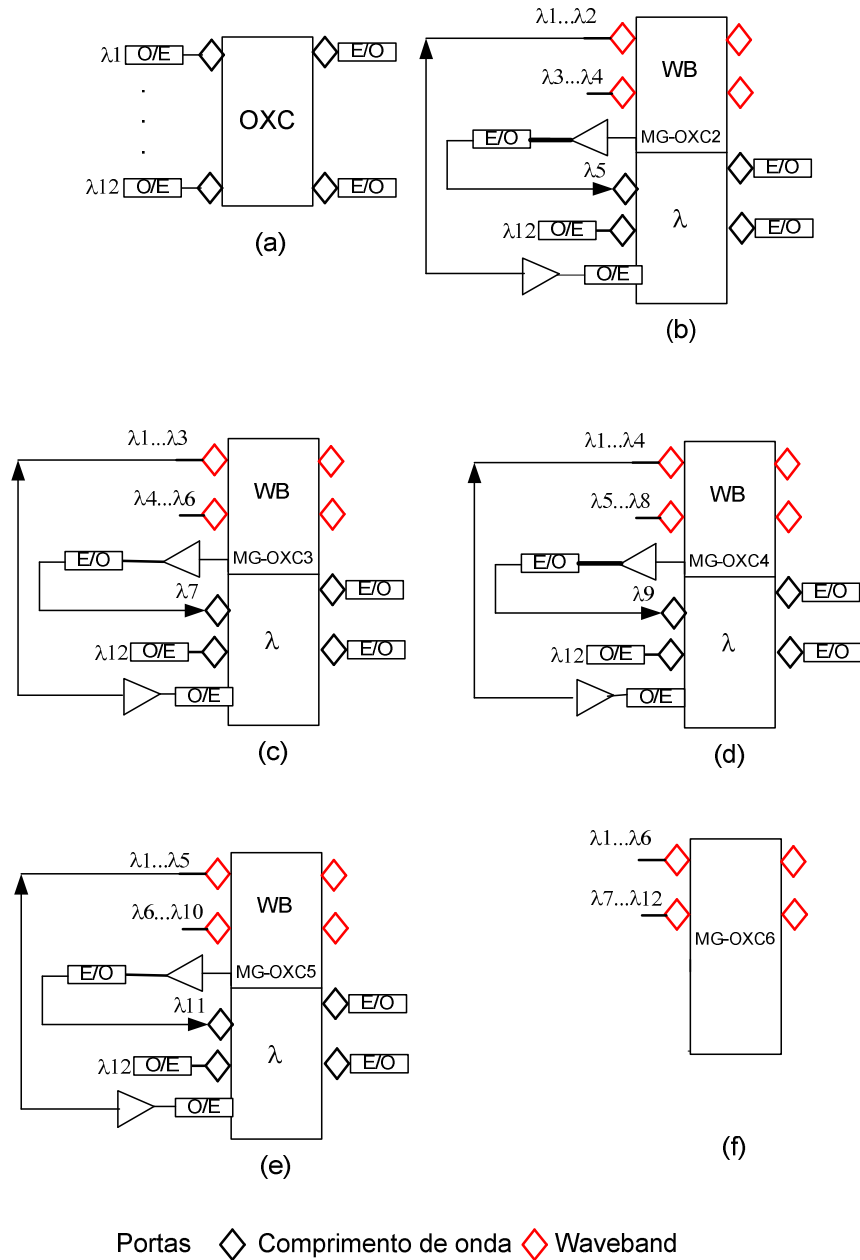 λ1 O/E E/O
OXC
λ12 O/E E/O
(a)
λ1...λ2
WB
λ3...λ4
MG-OXC2
E/O
λ5 E/O
λ
λ12 O/E E/O
O/E
(b)
λ1...λ3
WB
λ4...λ6
MG-OXC3
E/O
λ7 E/O
λ
λ12 O/E E/O
O/E
(c)
λ1...λ4
WB
λ5...λ8
MG-OXC4
E/O
λ9 E/O
λ
λ12 O/E E/O
O/E
(d)
λ1...λ5
WB
λ6...λ10
MG-OXC5
E/O
λ11 E/O
λ
λ12 O/E E/O
O/E
(e)
λ1...λ6
λ7...λ12
MG-OXC6
(f)
Portas Comprimento de onda Waveband